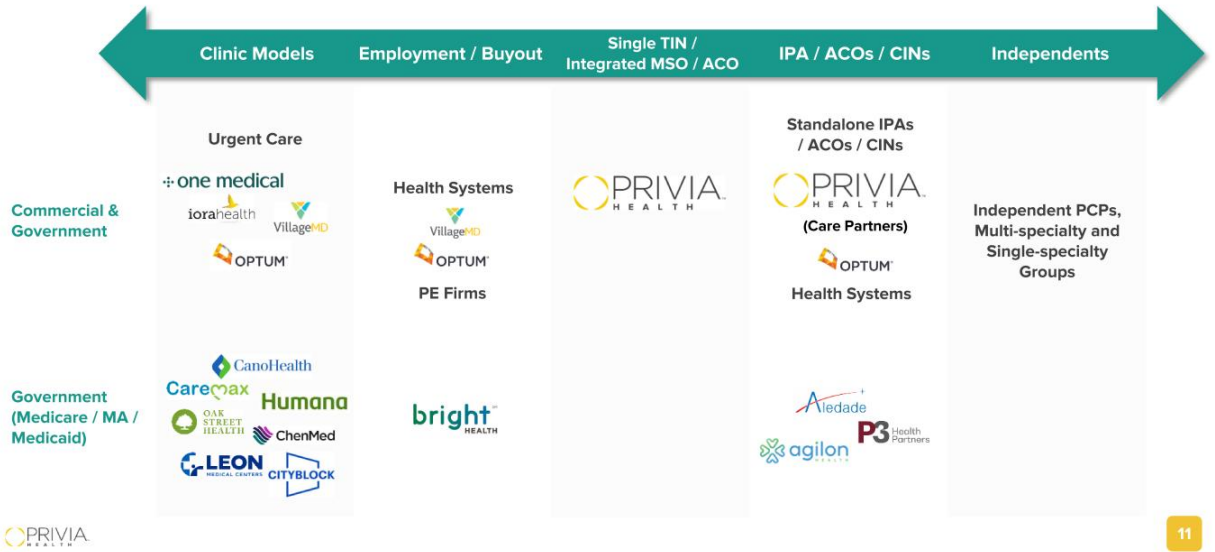 Clinic Models
Employment / Buyout
Single TIN /
Integrated MSO / ACO
IPA / ACOs / CINs
Independents
Commercial &
Government
Urgent Care
one medical
iorahealth
VillageMD
OPTUM
Health Systems
VillageMD
OPTUM
PE Firms
PRIVIA
HEALTH
Standalone IPAs
/ ACOs / CINs
PRIVIA
HEALTH
(Care Partners)
OPTUM
Health Systems
Independent PCPs,
Multi-specialty and
Single-specialty
Groups
Government
(Medicare / MA /
Medicaid)
CanoHealth
Caremax
Humana
OAK
STREET
HEALTH
ChenMed
LEON
MEDICAL CENTERS
CITYBLOCK
bright
HEALTH
Aledade
P3 Health
Partners
agilon
HEALTH
PRIVIA
HEALTH
11